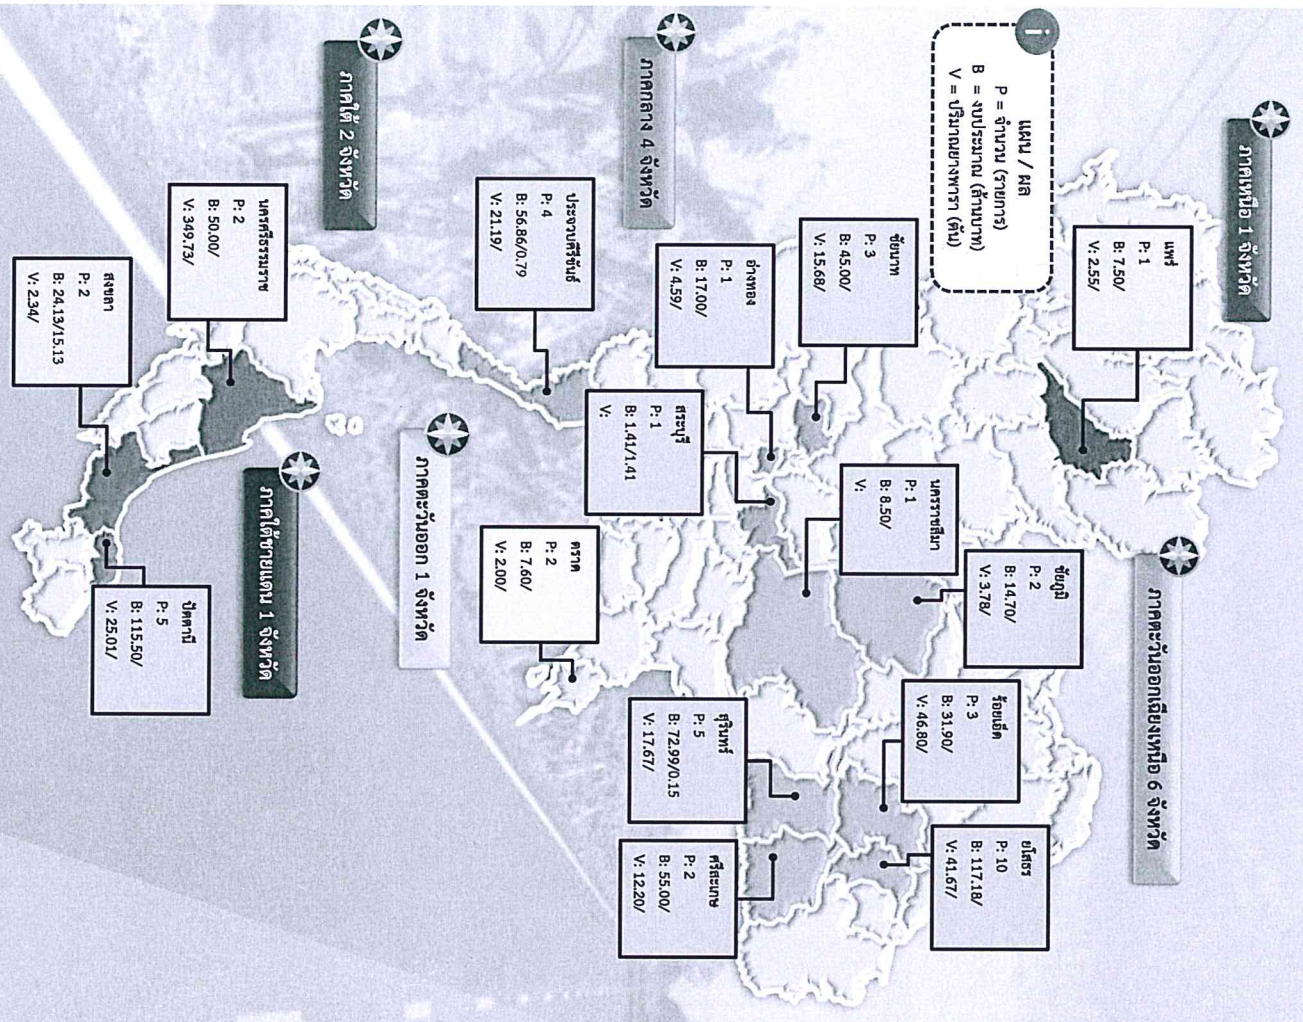 ภาคเหนือ 1 จังหวัด
แพร่
P: 1
B: 7.50/
V: 2.55/
i
แผน / ผล
P = จำนวน (รายการ)
B = งบประมาณ (ล้านบาท)
V = ปริมาณยางพารา (ตัน)
ภาคตะวันออกเฉียงเหนือ 6 จังหวัด
ชัยภูมิ
P: 2
B: 14.70/
V: 3.78/
ยโสธร
P: 10
B: 117.18/
V: 41.67/
ร้อยเอ็ด
P: 3
B: 31.90/
V: 46.80/
นครราชสีมา
P: 1
B: 8.50/
V:
สุรินทร์
P: 5
B: 72.99/0.15
V: 17.67/
ศรีสะเกษ
P: 2
B: 55.00/
V: 12.20/
ภาคกลาง 4 จังหวัด
ชัยนาท
P: 3
B: 45.00/
V: 15.68/
อ่างทอง
P: 1
B: 17.00/
V: 4.59/
สระบุรี
P: 1
B: 1.41/1.41
V:
ประจวบคีรีขันธ์
P: 4
B: 56.86/0.79
V: 21.19/
ภาคตะวันออก 1 จังหวัด
ตราด
P: 2
B: 7.60/
V: 2.00/
ภาคใต้ 2 จังหวัด
นครศรีธรรมราช
P: 2
B: 50.00/
V: 349.73/
สงขลา
P: 2
B: 24.13/15.13
V: 2.34/
ภาคใต้ชายแดน 1 จังหวัด
ปัตตานี
P: 5
B: 115.50/
V: 25.01/